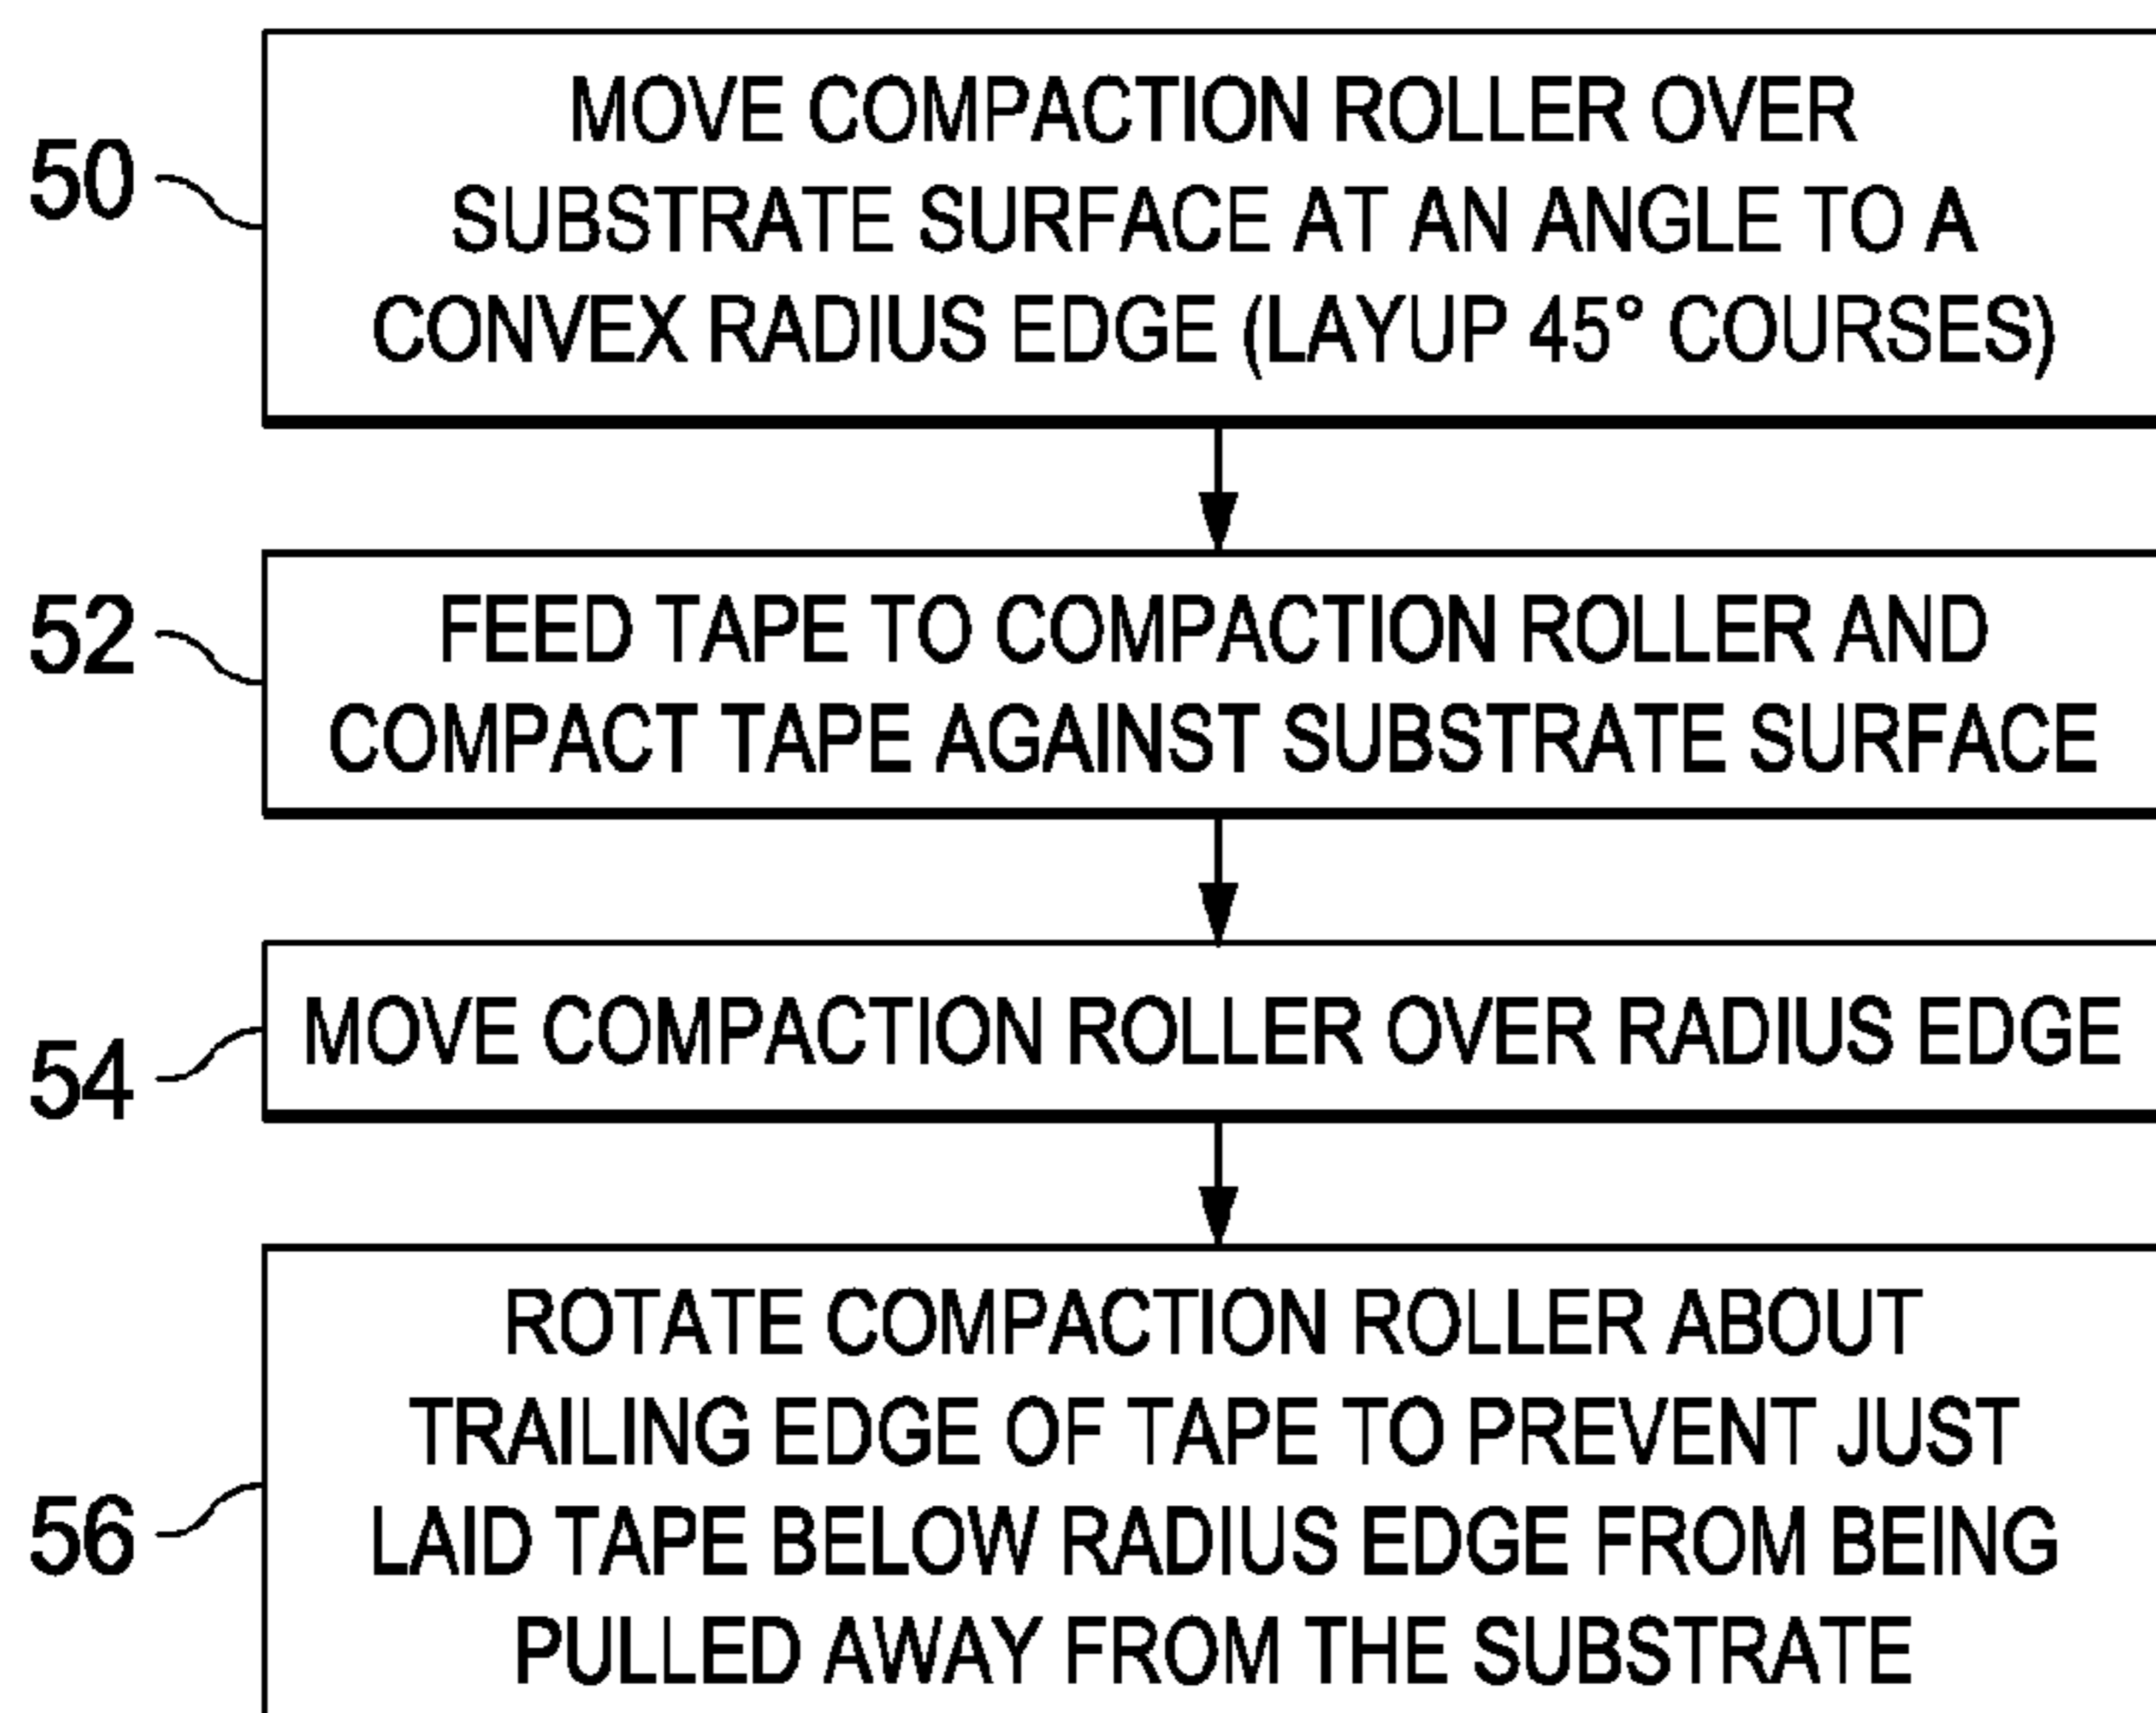 50
MOVE COMPACTION ROLLER OVER
SUBSTRATE SURFACE AT AN ANGLE TO A
CONVEX RADIUS EDGE (LAYUP 45° COURSES)
52
FEED TAPE TO COMPACTION ROLLER AND
COMPACT TAPE AGAINST SUBSTRATE SURFACE
54
MOVE COMPACTION ROLLER OVER RADIUS EDGE
56
ROTATE COMPACTION ROLLER ABOUT
TRAILING EDGE OF TAPE TO PREVENT JUST
LAID TAPE BELOW RADIUS EDGE FROM BEING
PULLED AWAY FROM THE SUBSTRATE